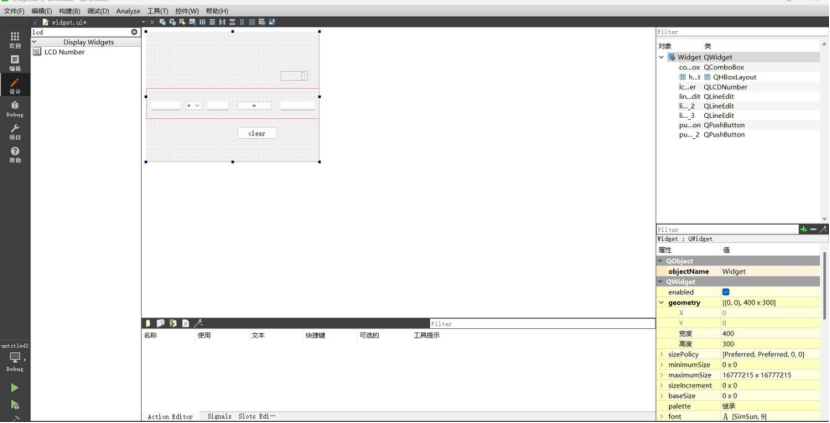 文件(F) 编辑(E) 构建(B) 调试(D) Analyze 工具(T) 控件(W) 帮助(H)
widget.ui*
lcd
Display Widgets
LCD Number
欢迎
编辑
设计
Debug
项目
帮助
untitled2
Debug
+
=
clear
Filter
名称 使用 文本 快捷键 可选的 工具提示
Action Editor Signals Slots Edi…
Filter
对象 类
Widget QWidget
co...ox QComboBox
h...t QHBoxLayout
lc...er QLCDNumber
lin...dit QLineEdit
li..._2 QLineEdit
li..._3 QLineEdit
pu...on QPushButton
pu..._2 QPushButton
Filter
Widget : QWidget
属性 值
QObject
objectName Widget
QWidget
enabled
geometry [(0, 0), 400 x 300]
X 0
Y 0
宽度 400
高度 300
sizePolicy [Preferred, Preferred, 0, 0]
minimumSize 0 x 0
maximumSize 16777215 x 16777215
sizeIncrement 0 x 0
baseSize 0 x 0
palette 继承
font A [SimSun, 9]